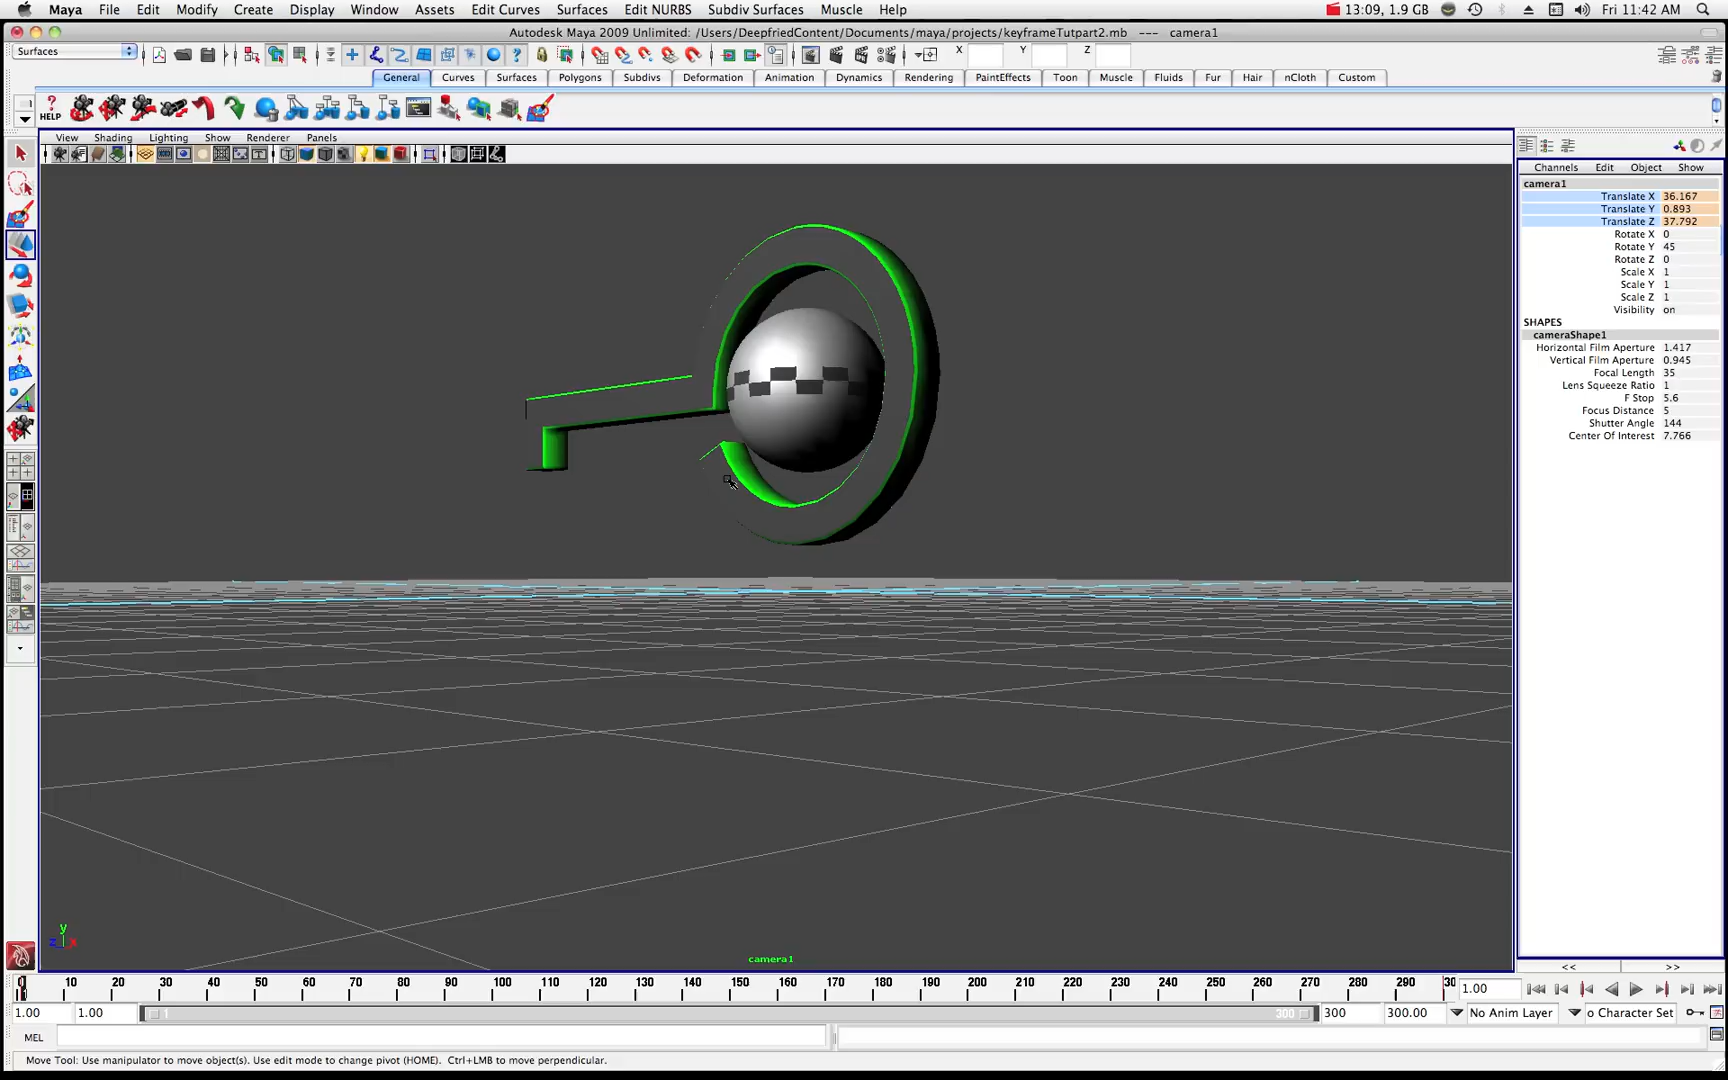 Maya File Edit Modify Create Display Window Assets Edit Curves Surfaces Edit NURBS Subdiv Surfaces Muscle Help 13:09, 1.9 GB Fri 11:42 AM
Autodesk Maya 2009 Unlimited: /Users/DeepfriedContent/Documents/maya/projects/keyframeTutpart2.mb --- camera1
Surfaces X Y Z
General Curves Surfaces Polygons Subdivs Deformation Animation Dynamics Rendering PaintEffects Toon Muscle Fluids Fur Hair nCloth Custom
HELP
View Shading Lighting Show Renderer Panels
Channels Edit Object Show
camera1
Translate X 36.167
Translate Y 0.893
Translate Z 37.792
Rotate X 0
Rotate Y 45
Rotate Z 0
Scale X 1
Scale Y 1
Scale Z 1
Visibility on
SHAPES
cameraShape1
Horizontal Film Aperture 1.417
Vertical Film Aperture 0.945
Focal Length 35
Lens Squeeze Ratio 1
F Stop 5.6
Focus Distance 5
Shutter Angle 144
Center Of Interest 7.766
y
z x
camera1
<< >>
10 20 30 40 50 60 70 80 90 100 110 120 130 140 150 160 170 180 190 200 210 220 230 240 250 260 270 280 290 30 1.00
1.00 1.00 1 300 300 300.00 No Anim Layer o Character Set
MEL
Move Tool: Use manipulator to move object(s). Use edit mode to change pivot (HOME). Ctrl+LMB to move perpendicular.